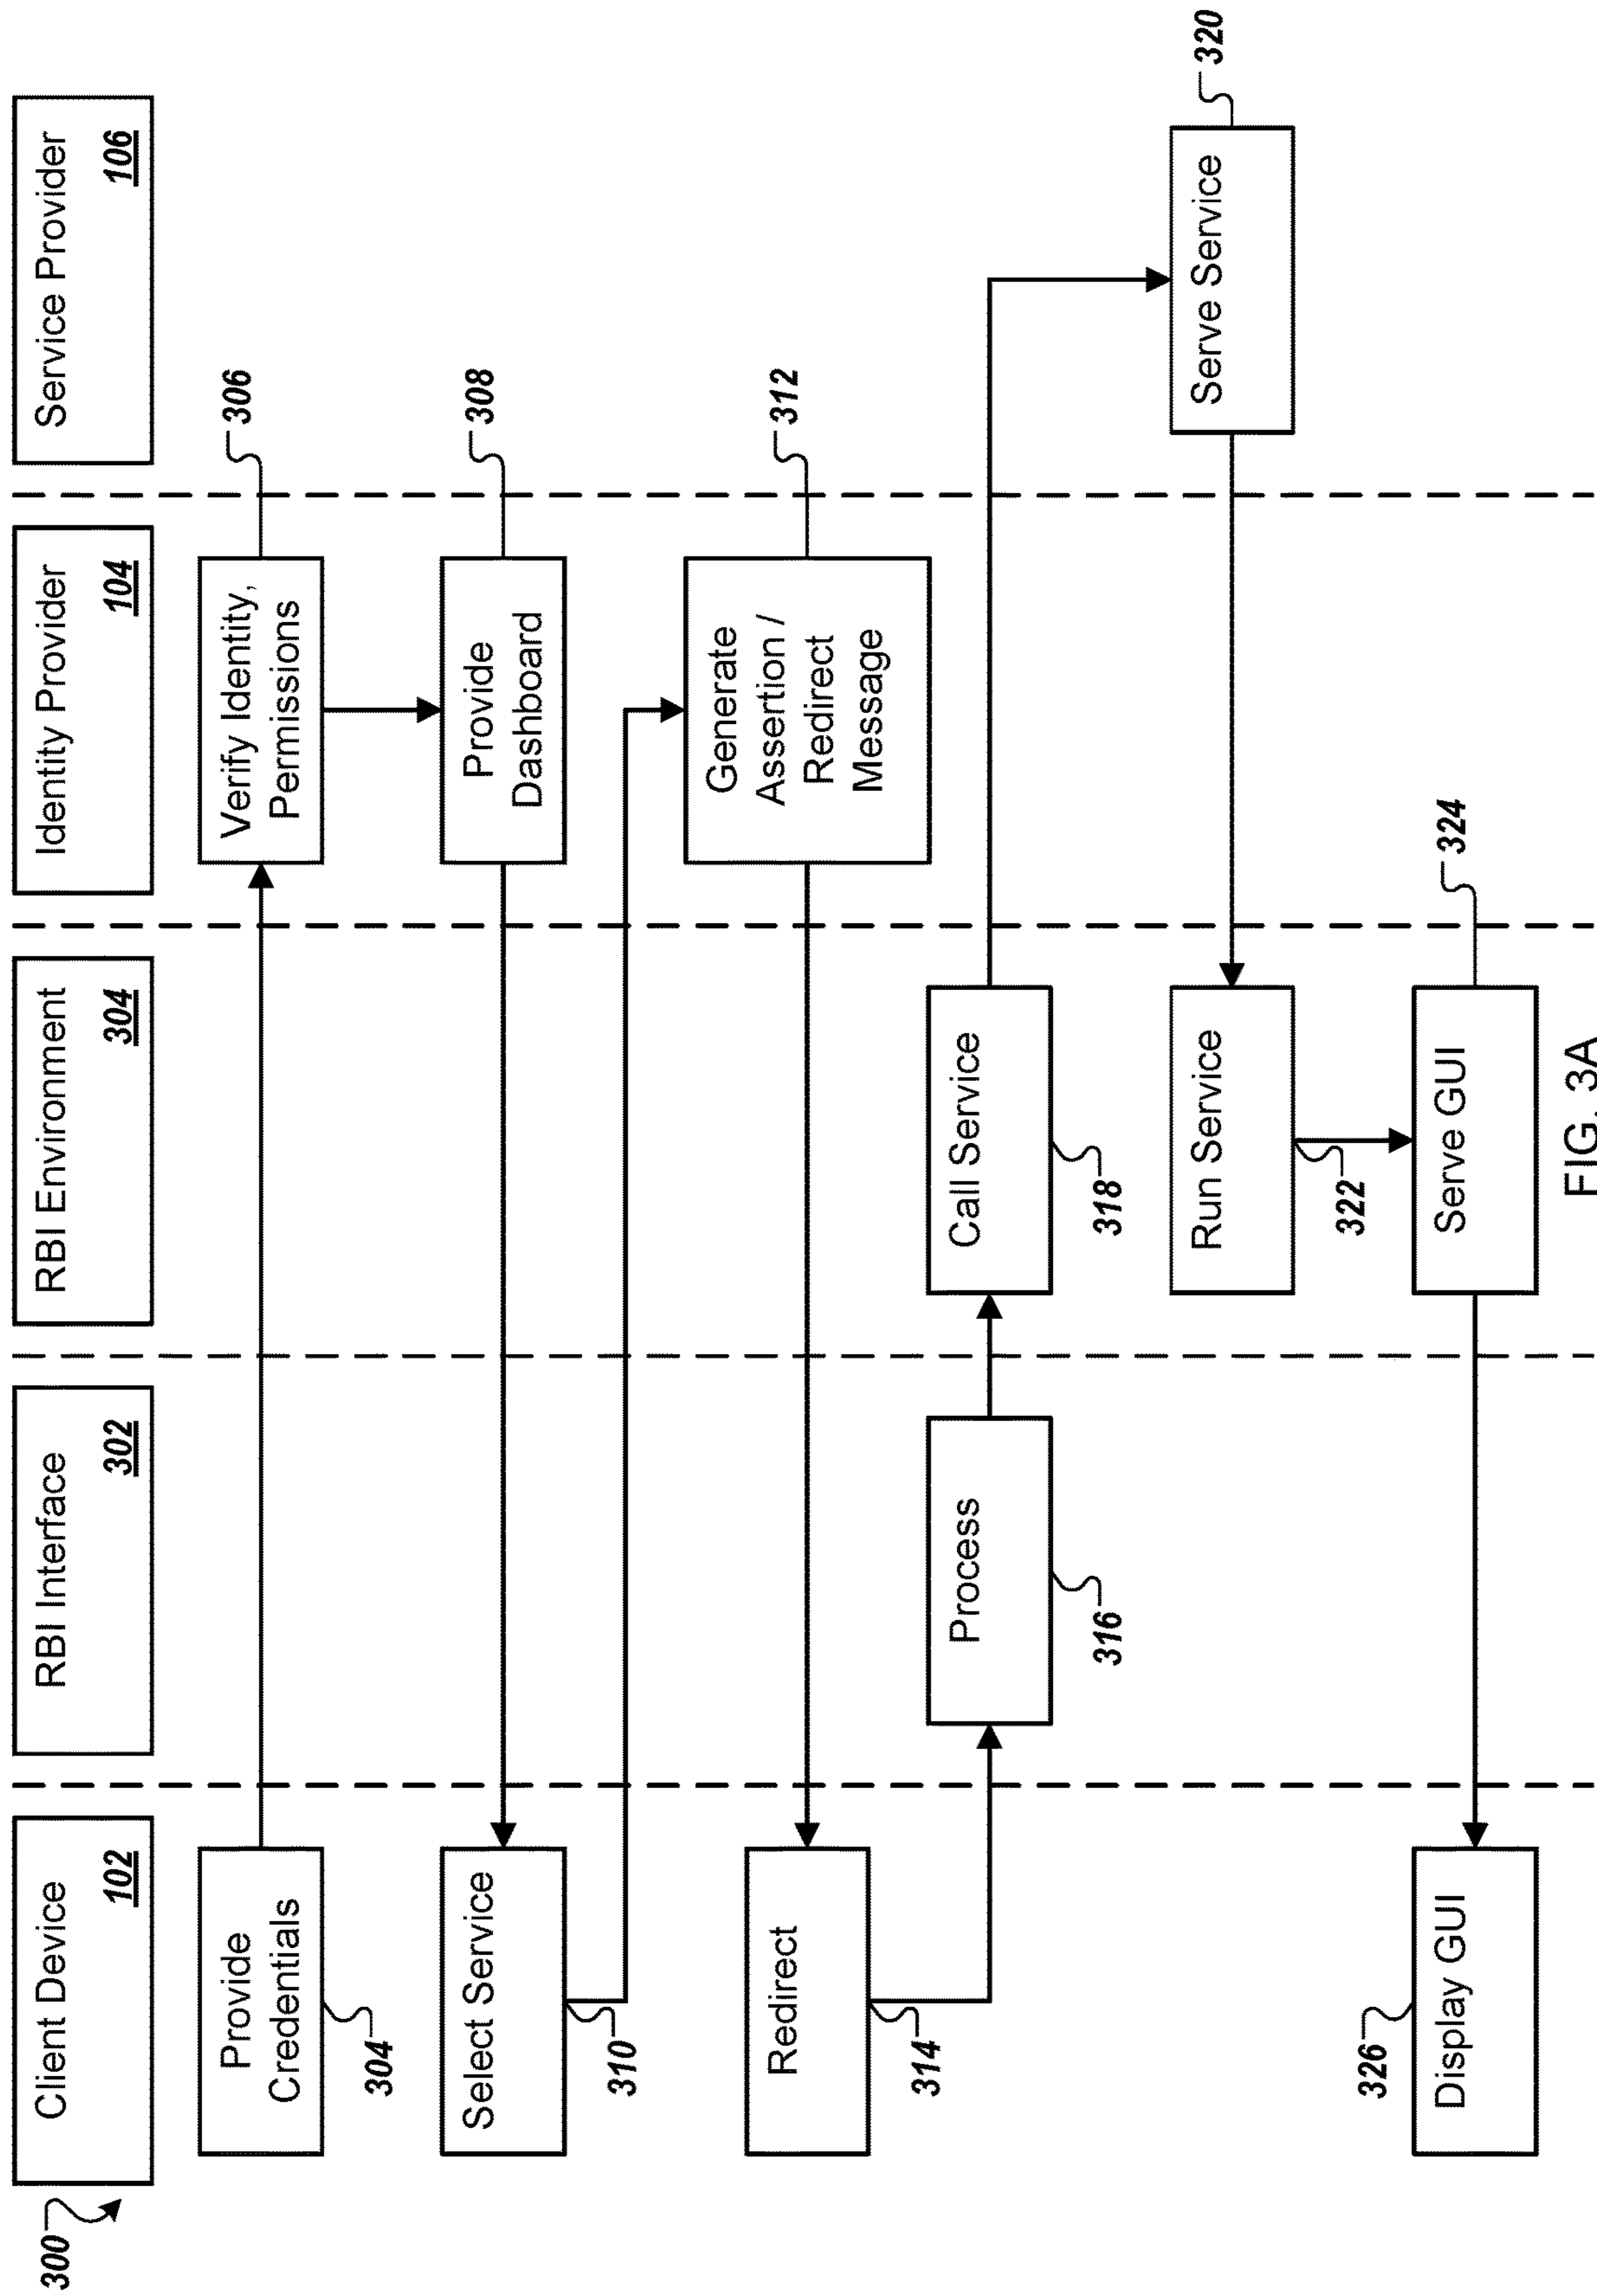 300
Client Device
102
RBI Interface
302
RBI Environment
304
Identity Provider
104
Service Provider
106
Provide
Credentials
304
Verify Identity,
Permissions
306
Select Service
310
Provide
Dashboard
308
Generate
Assertion /
Redirect
Message
312
Redirect
314
Process
316
Call Service
318
Run Service
322
Serve Service
320
Display GUI
326
Serve GUI
324
FIG. 3A